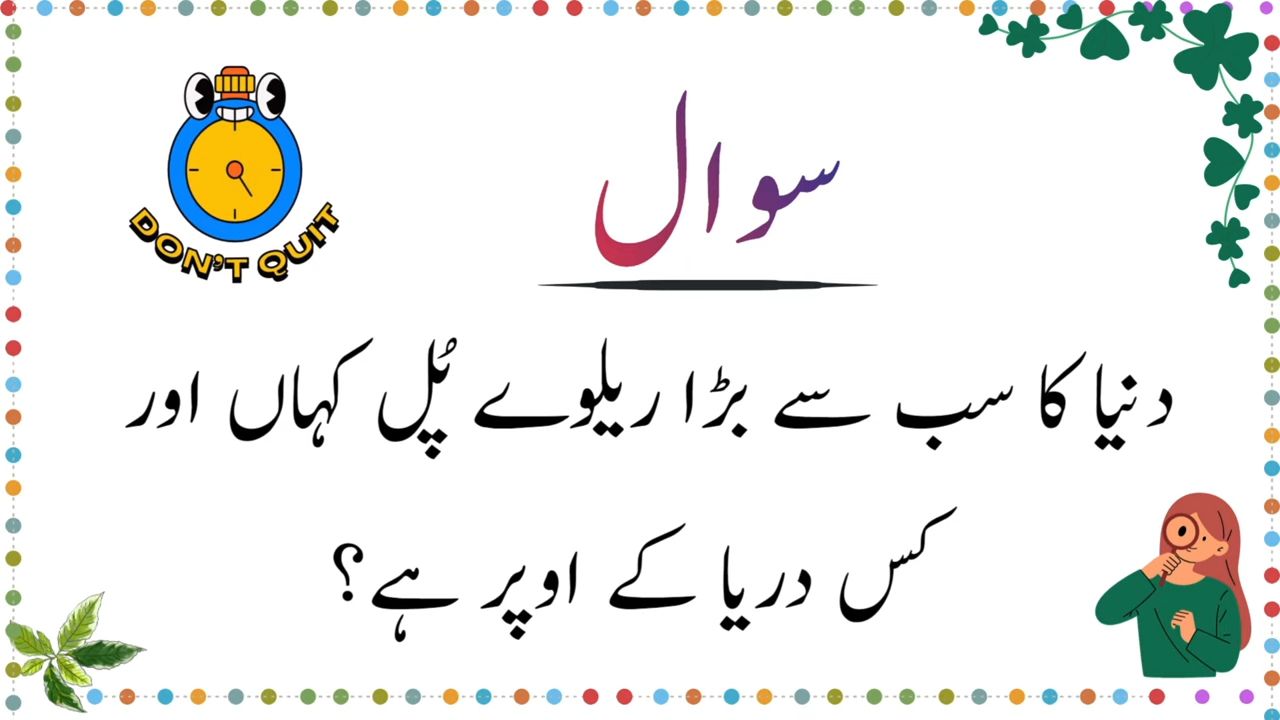 DON'T QUIT
سوال
دنیا کا سب سے بڑا ریلوے پُل کہاں اور
کس دریا کے اوپر ہے؟